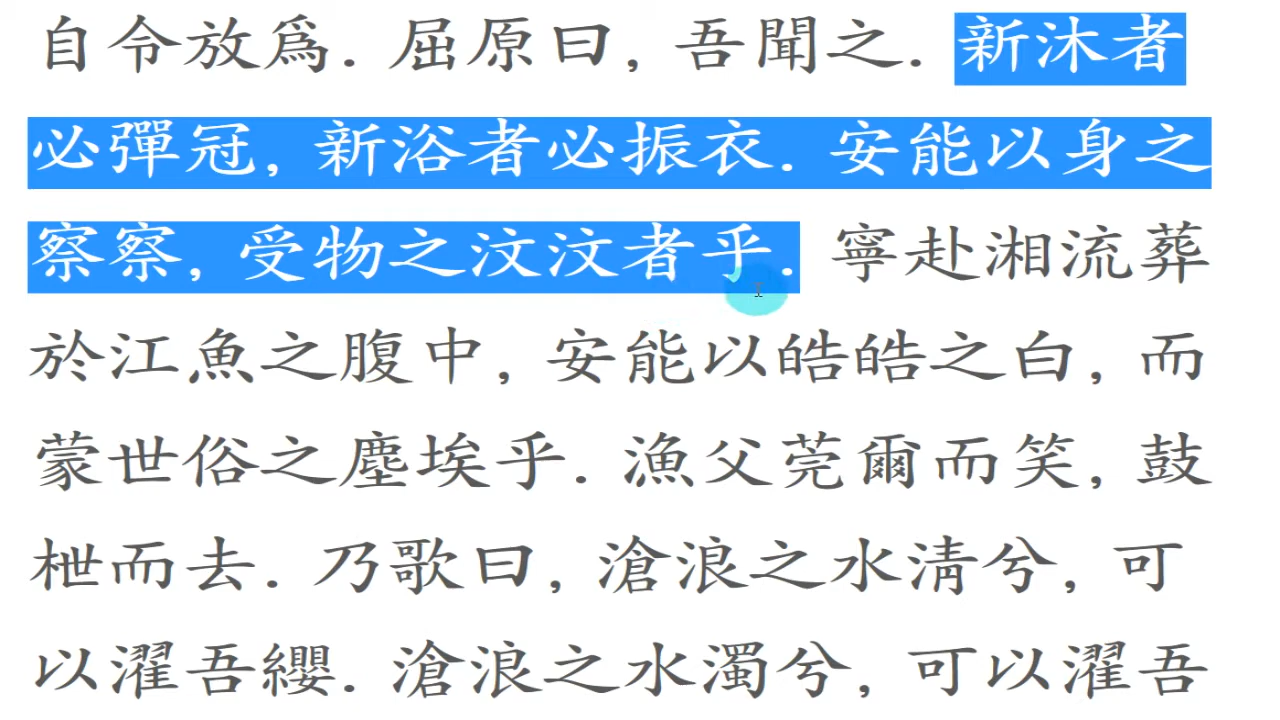 自令放爲. 屈原曰, 吾聞之. 新沐者
必彈冠, 新浴者必振衣. 安能以身之
察察, 受物之汶汶者乎. 寧赴湘流葬
於江魚之腹中, 安能以皓皓之白, 而
蒙世俗之塵埃乎. 漁父莞爾而笑, 鼓
枻而去. 乃歌曰, 滄浪之水淸兮, 可
以濯吾纓. 滄浪之水濁兮, 可以濯吾